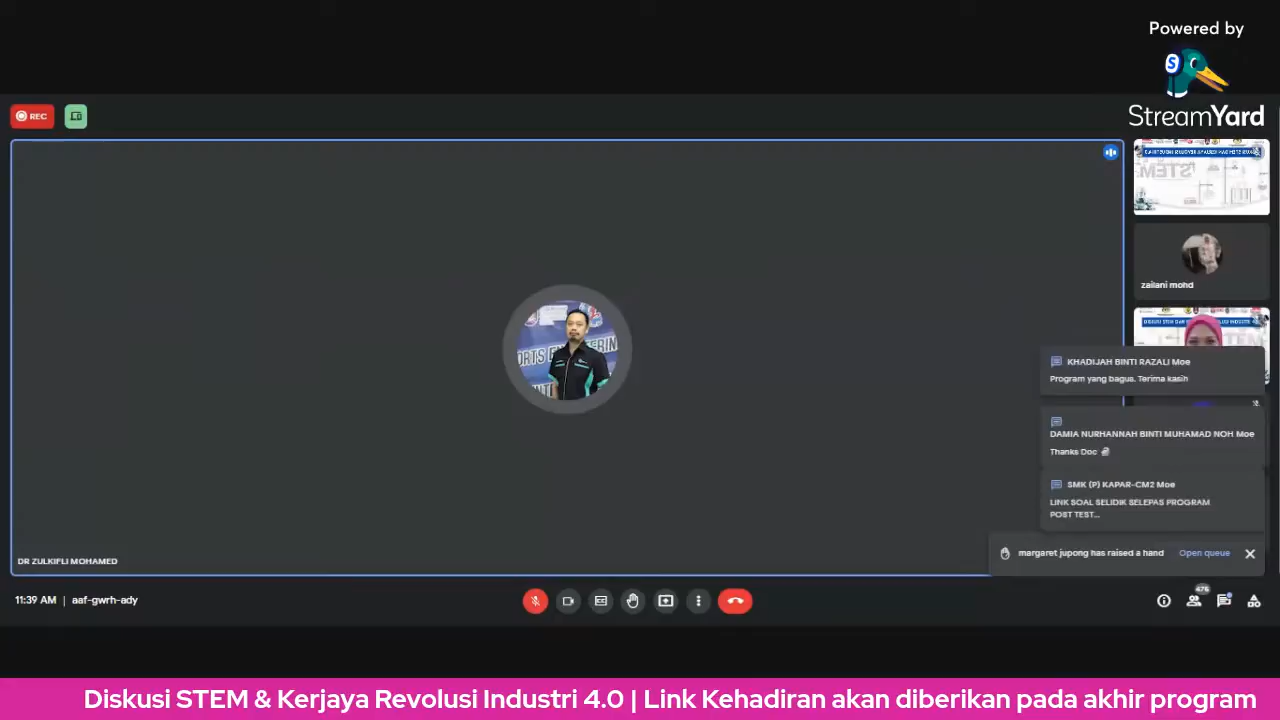 Powered by
S
StreamYard
REC
STEM
zailani mohd
KHADIJAH BINTI RAZALI Moe
Program yang bagus. Terima kasih
DAMIA NURHANNAH BINTI MUHAMAD NOH Moe
Thanks Doc
SMK (P) KAPAR-CM2 Moe
LINK SOAL SELIDIK SELEPAS PROGRAM
POST TEST...
margaret jupong has raised a hand Open queue
DR ZULKIFLI MOHAMED
11:39 AM | aaf-gwrh-ady
475
Diskusi STEM & Kerjaya Revolusi Industri 4.0 | Link Kehadiran akan diberikan pada akhir program